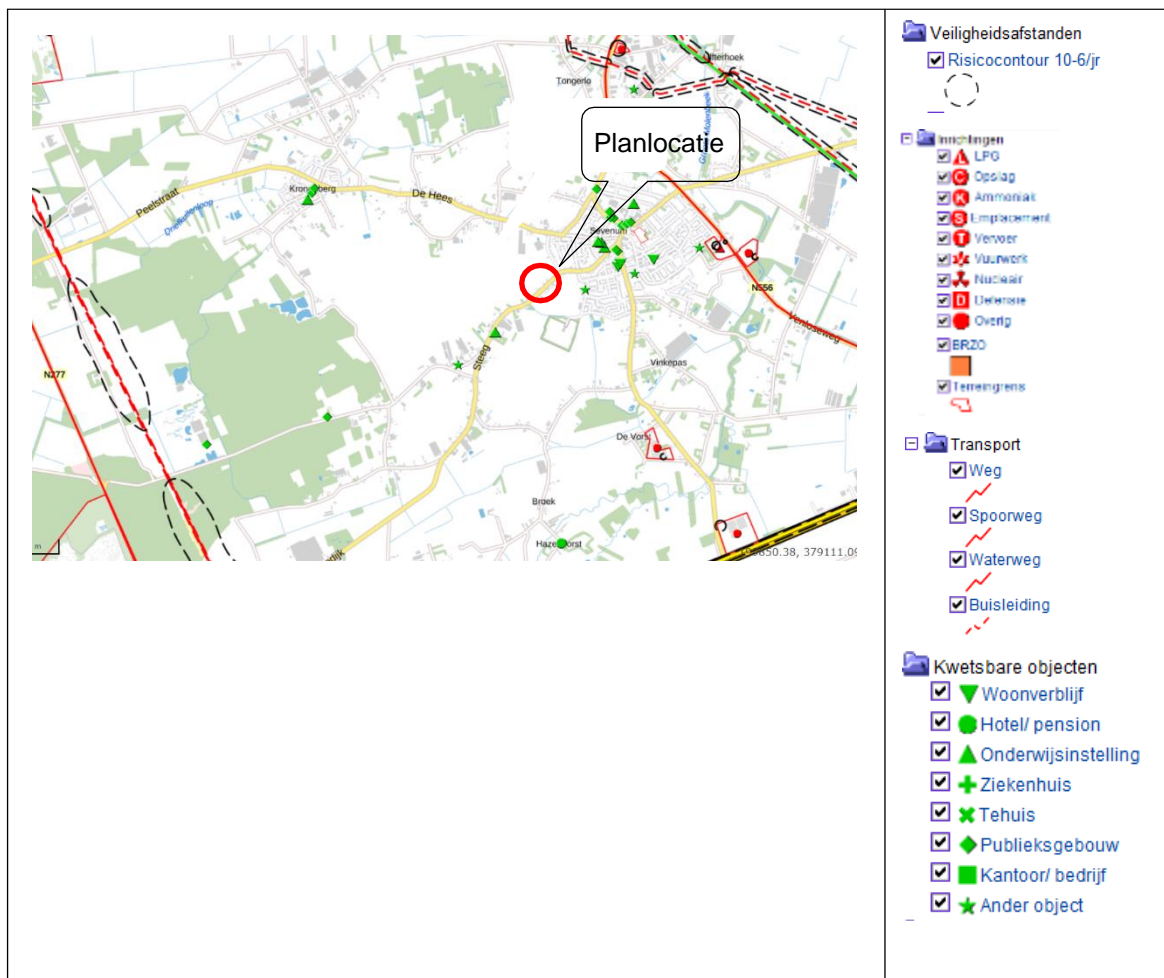 Tongerlo
Planlocatie
Kronenberg
De Hees
Peelstraat
Sevenum
N556
Venloseweg
N277
Steeg
Vinkepas
De Vorst
Broek
m
Veiligheidsafstanden
Risicocontour 10-6/jr
Inrichtingen
LPG
Opslag
Ammoniak
Emplacement
Vervoer
Vuurwerk
Nucleair
Defensie
Overig
BRZO
Terreingrens
Transport
Weg
Spoorweg
Waterweg
Buisleiding
Kwetsbare objecten
Woonverblijf
Hotel/ pension
Onderwijsinstelling
Ziekenhuis
Tehuis
Publieksgebouw
Kantoor/ bedrijf
Ander object